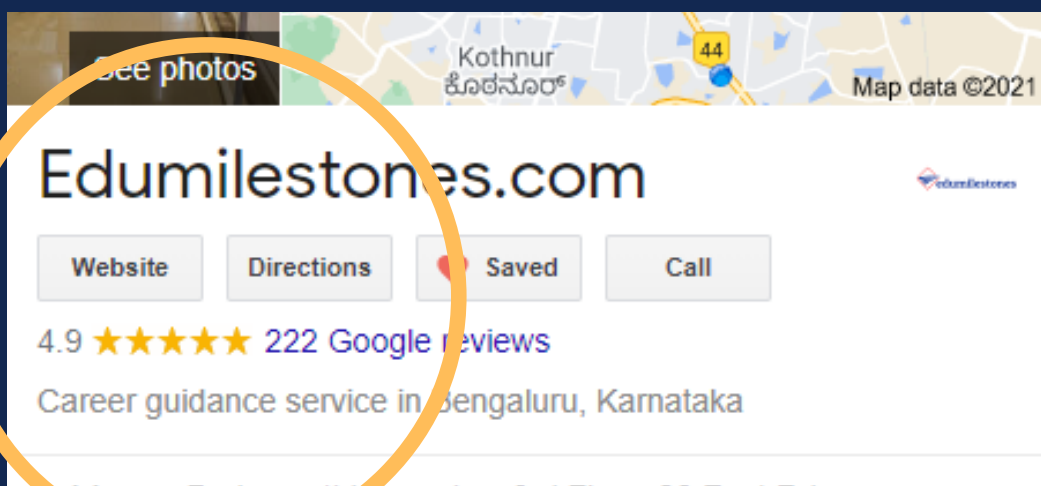 See photos
Kothnur
ಕೊಠನೂರ್
44
Map data ©2021
Edumilestones.com
edumilestones
Website
Directions
Saved
Call
4.9 ★★★★★ 222 Google reviews
Career guidance service in Bengaluru, Karnataka